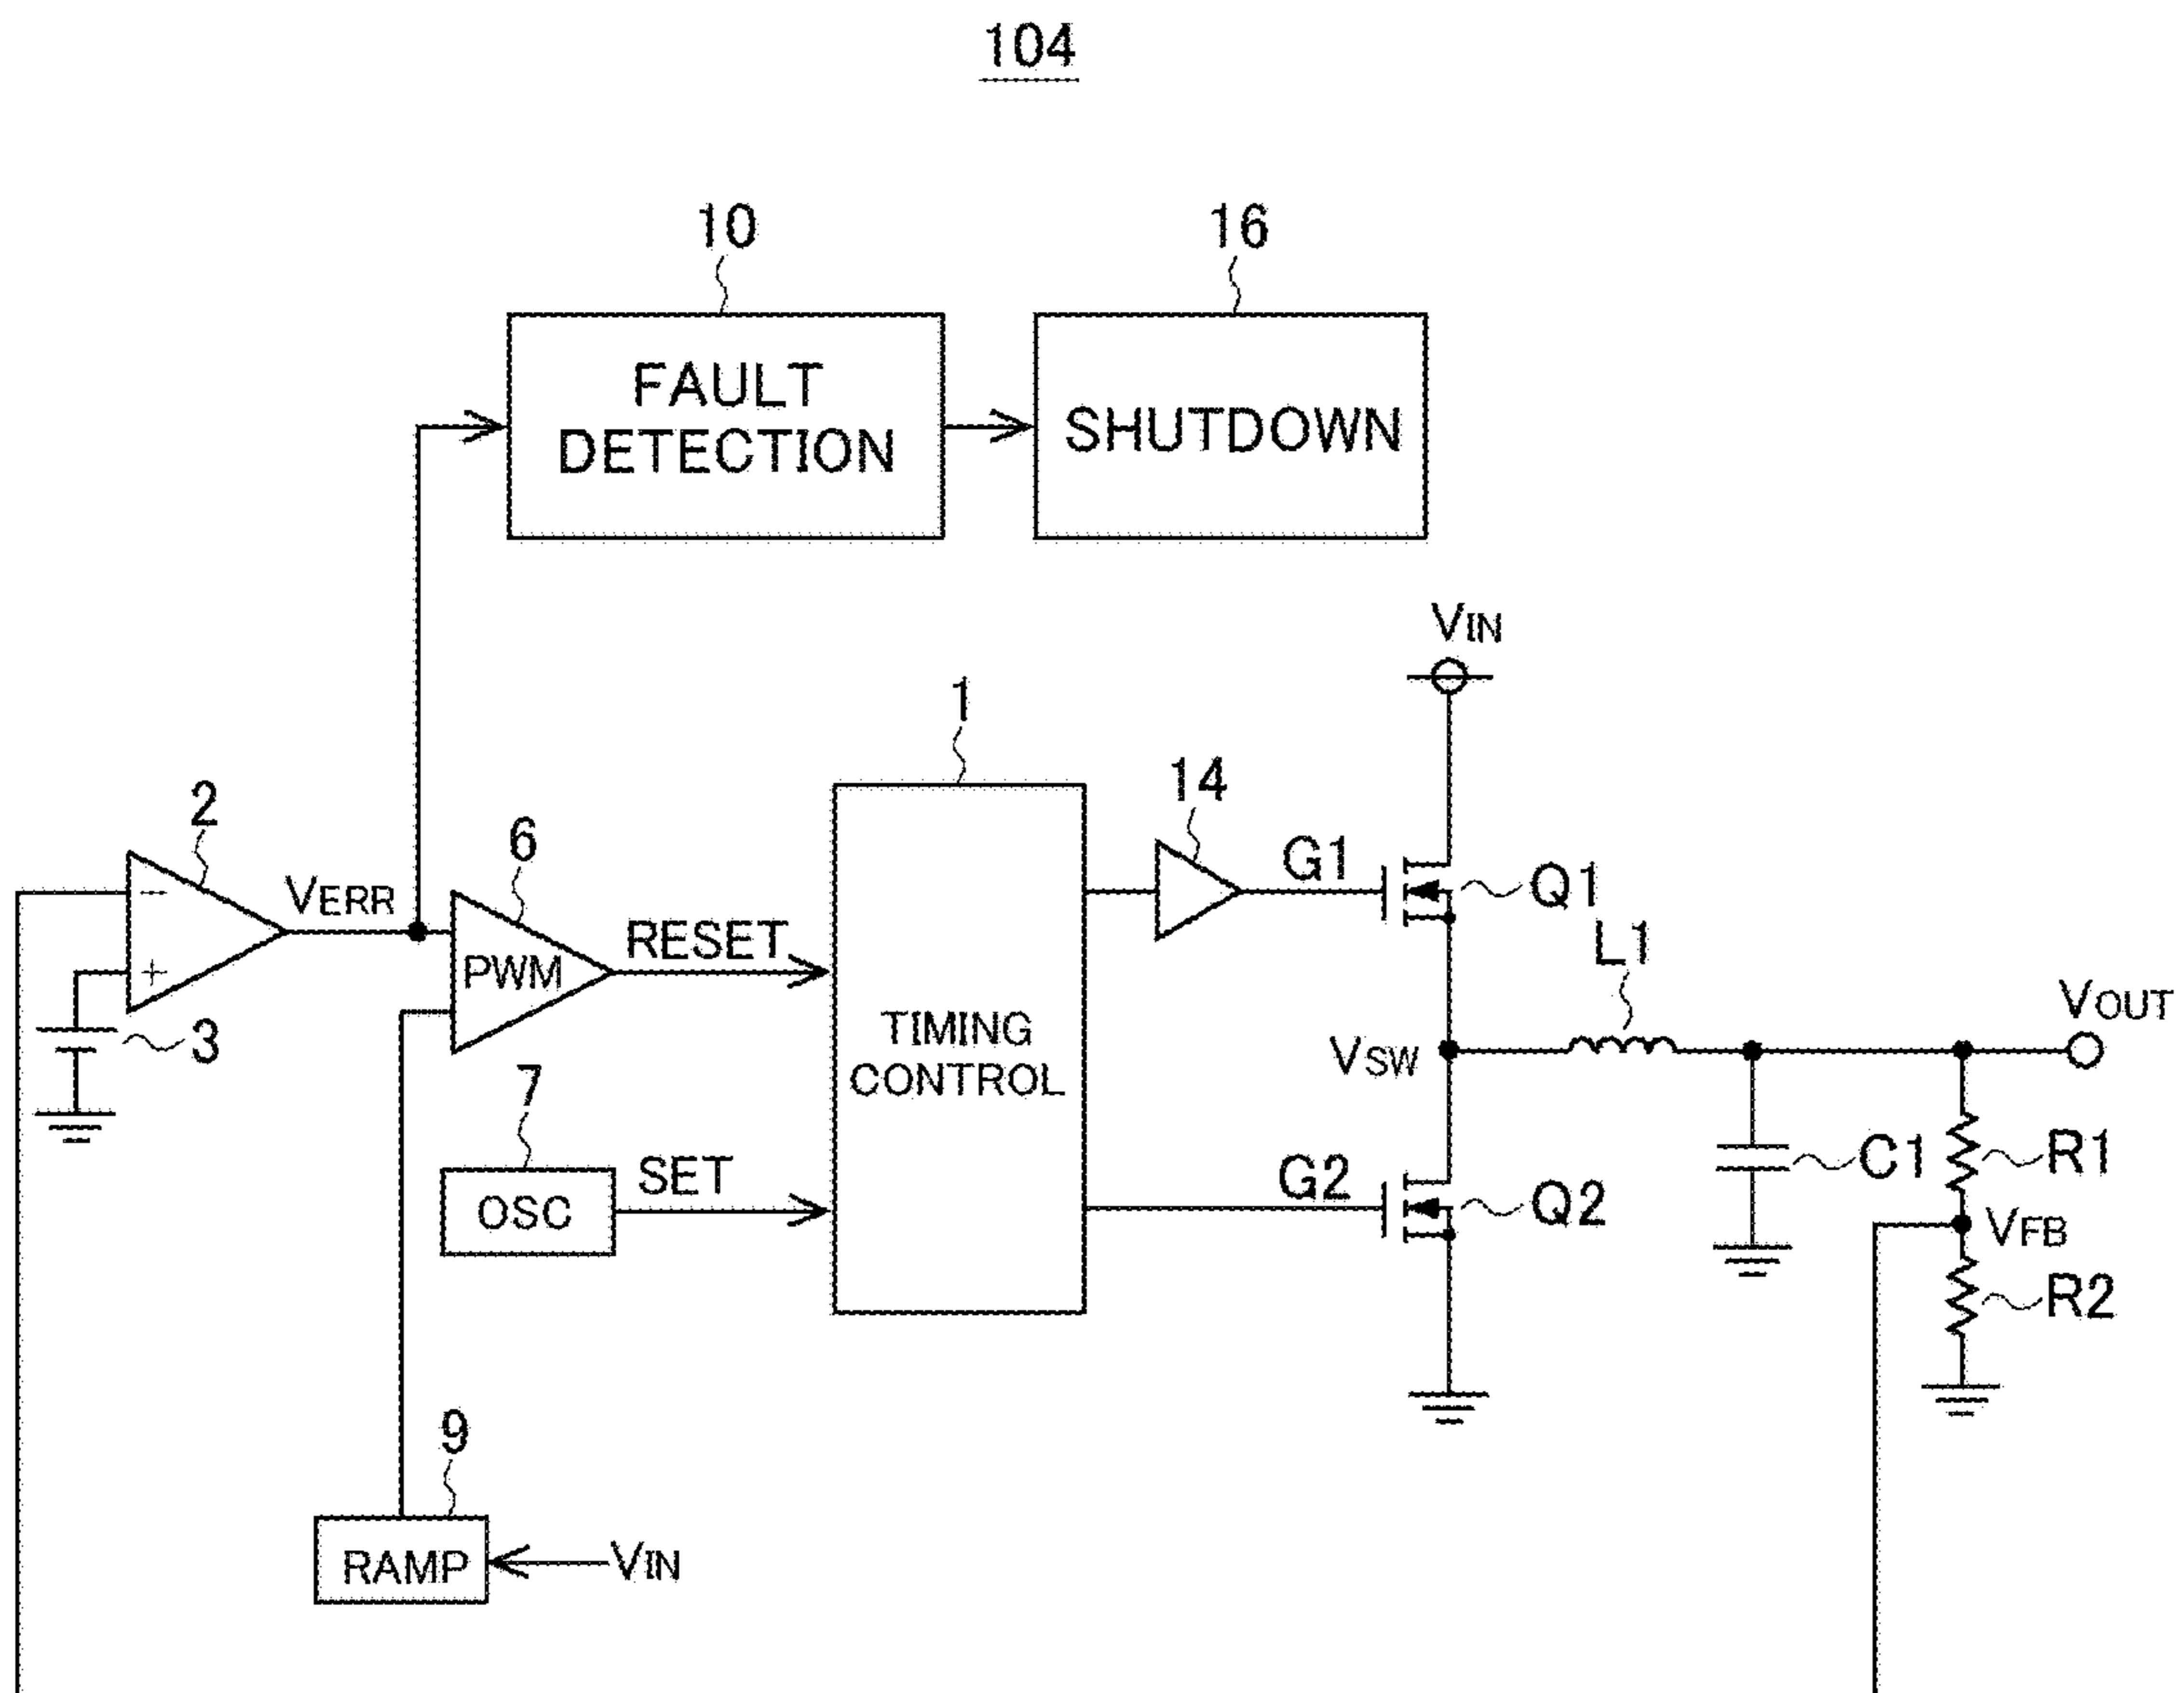 104
10
16
FAULT
DETECTION
SHUTDOWN
VIN
1
14
2
6
VERR
G1
Q1
RESET
L1
−
+
PWM
3
TIMING
CONTROL
VSW
VOUT
7
OSC
SET
G2
Q2
C1
R1
VFB
R2
9
RAMP
VIN